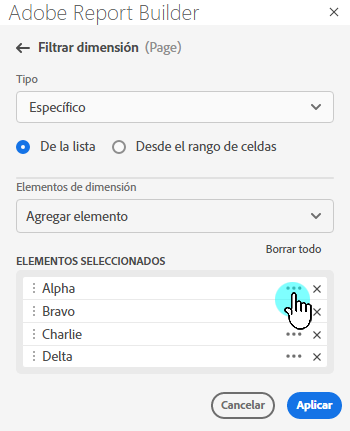 Adobe Report Builder
Filtrar dimensión (Page)
Tipo
Específico
De la lista Desde el rango de celdas
Elementos de dimensión
Agregar elemento
Borrar todo
ELEMENTOS SELECCIONADOS
Alpha
Bravo
Charlie
Delta
Cancelar Aplicar